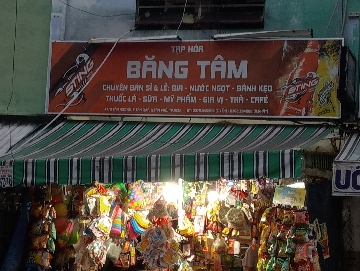 TẠP HÓA
STING
BĂNG TÂM
CHUYÊN BÁN SỈ & LẺ: BIA - NƯỚC NGỌT - BÁNH KẸO
THUỐC LÁ - SỮA - MỸ PHẨM - GIA VỊ - TRÀ - CAFÉ
STING